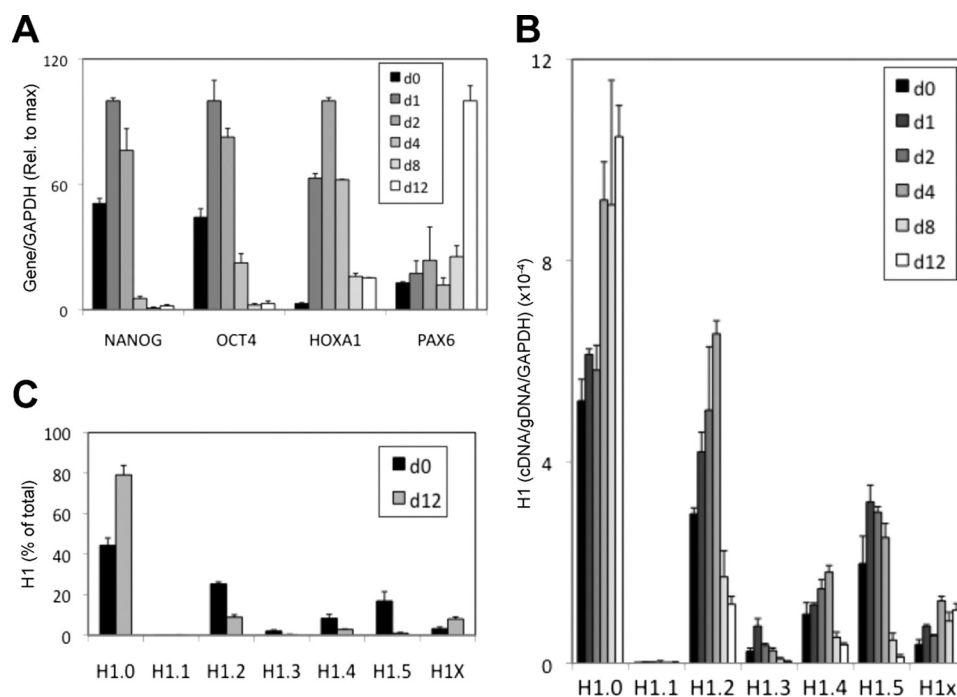 A
Gene/GAPDH (Rel. to max)
120
60
0
d0
d1
d2
d4
d8
d12
NANOG OCT4 HOXA1 PAX6
B
H1 (cDNA/gDNA/GAPDH) (x10-4)
12
8
4
0
d0
d1
d2
d4
d8
d12
H1.0 H1.1 H1.2 H1.3 H1.4 H1.5 H1x
C
H1 (% of total)
100
80
60
40
20
0
d0
d12
H1.0 H1.1 H1.2 H1.3 H1.4 H1.5 H1X